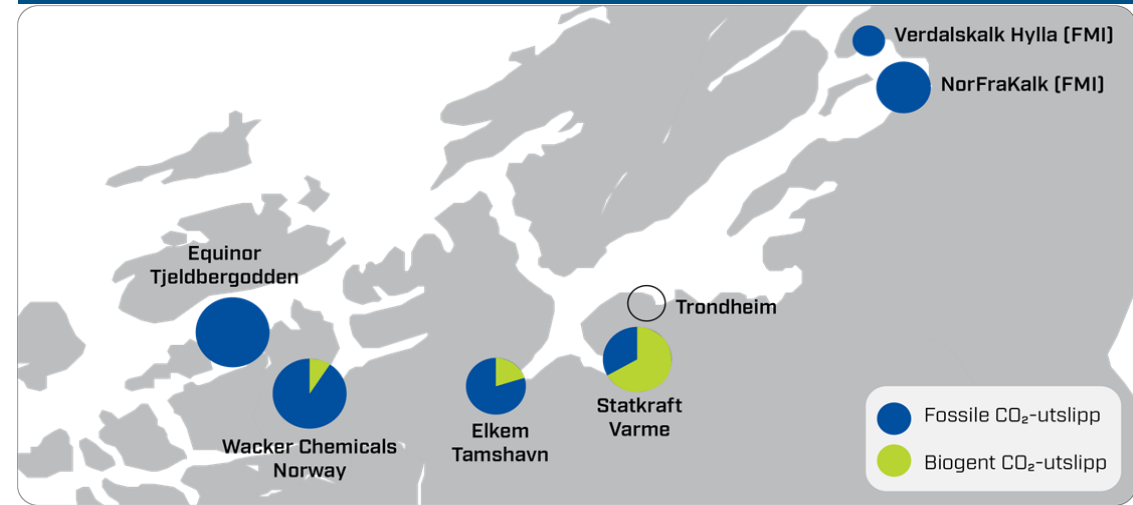 Verdalskalk Hylla (FMI)
NorFraKalk (FMI)
Equinor
Tjeldbergodden
Trondheim
Wacker Chemicals
Norway
Elkem
Tamshavn
Statkraft
Varme
Fossile CO₂-utslipp
Biogent CO₂-utslipp